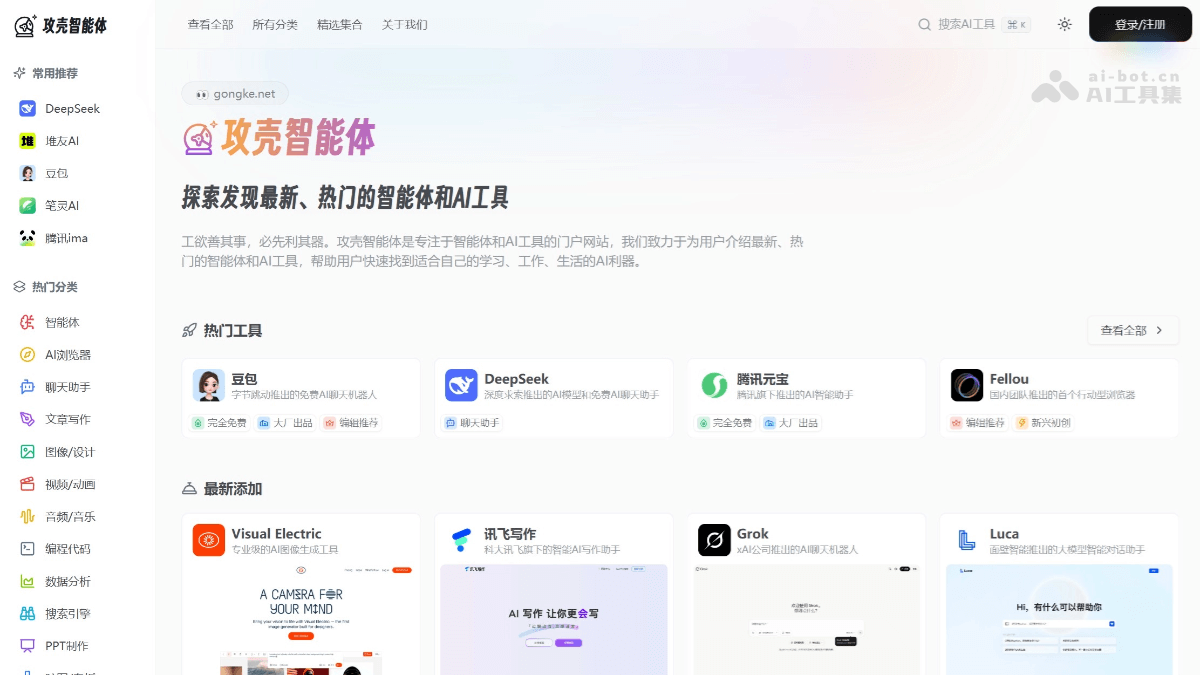 攻壳智能体
查看全部 所有分类 精选集合 关于我们
搜索AI工具 ⌘ K
登录/注册
ai-bot.cn
AI工具集
常用推荐
DeepSeek
堆友AI
豆包
笔灵AI
腾讯ima
热门分类
智能体
AI浏览器
聊天助手
文章写作
图像/设计
视频/动画
音频/音乐
编程代码
数据分析
搜索引擎
PPT制作
gongke.net
攻壳智能体
探索发现最新、热门的智能体和AI工具
工欲善其事，必先利其器。攻壳智能体是专注于智能体和AI工具的门户网站，我们致力于为用户介绍最新、热
门的智能体和AI工具，帮助用户快速找到适合自己的学习、工作、生活的AI利器。
热门工具
查看全部
豆包
字节跳动推出的免费AI聊天机器人
完全免费 大厂出品 编辑推荐
DeepSeek
深度求索推出的AI模型和免费AI聊天助手
聊天助手
腾讯元宝
腾讯旗下推出的AI智能助手
完全免费 大厂出品
Fellou
国内团队推出的首个行动型浏览器
编辑推荐 新兴初创
最新添加
Visual Electric
专业级的AI图像生成工具
A CAMERA FOR
YOUR MIND
Bring your vision to life with Visual Electric — the first
image generator built for designers.
讯飞写作
科大讯飞旗下的智能AI写作助手
AI 写作 让你更会写
Grok
xAI公司推出的AI聊天机器人
Luca
面壁智能推出的大模型智能对话助手
Hi，有什么可以帮助你